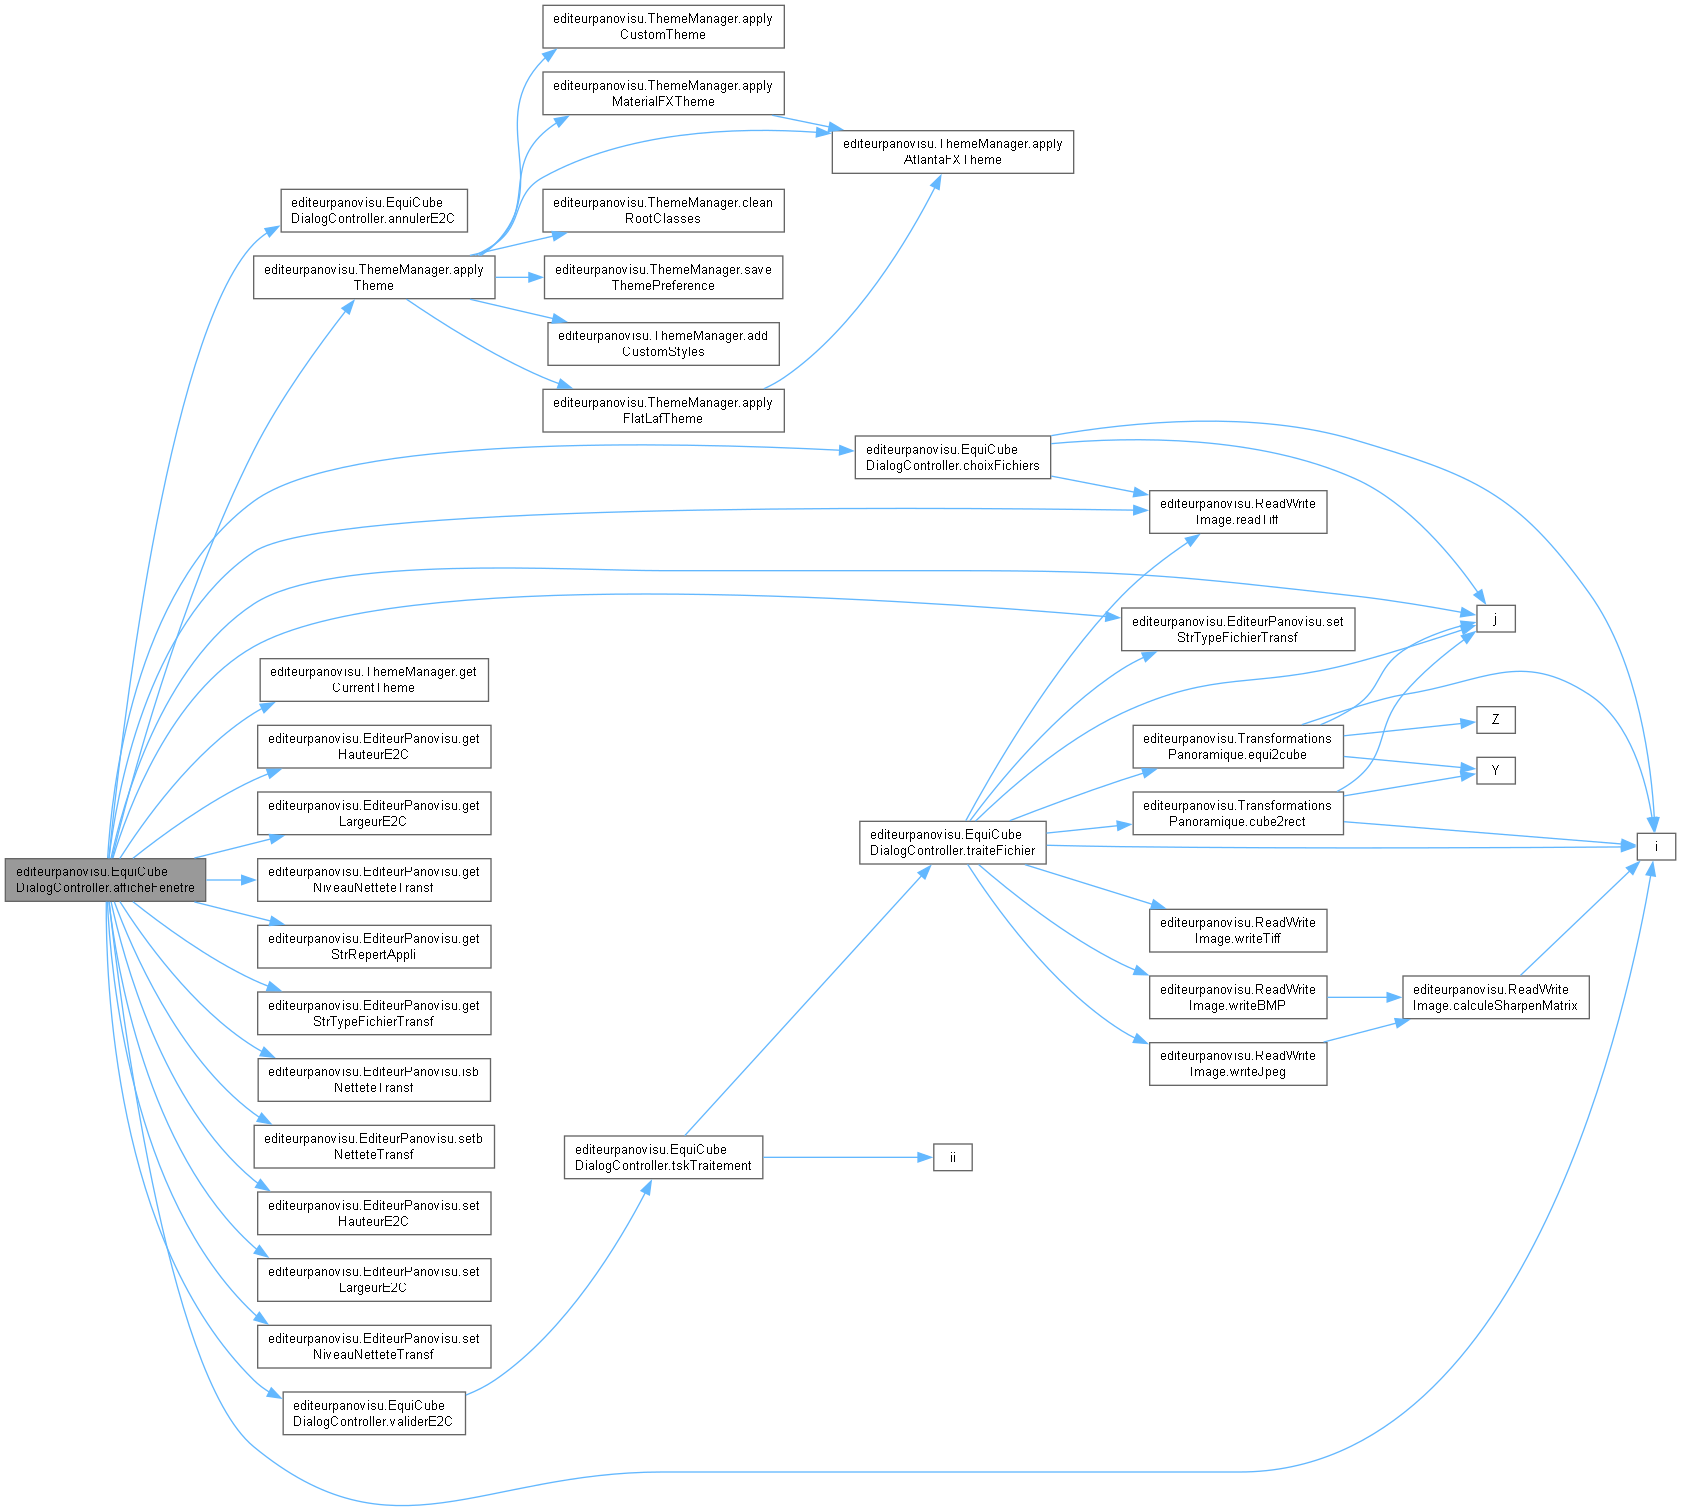 editeurpanovisu.ThemeManager.apply
CustomTheme
editeurpanovisu.ThemeManager.apply
MaterialFXTheme
editeurpanovisu.ThemeManager.apply
AtlantaFXTheme
editeurpanovisu.EquiCube
DialogController.annulerE2C
editeurpanovisu.ThemeManager.clean
RootClasses
editeurpanovisu.ThemeManager.apply
Theme
editeurpanovisu.ThemeManager.save
ThemePreference
editeurpanovisu.ThemeManager.add
CustomStyles
editeurpanovisu.ThemeManager.apply
FlatLafTheme
editeurpanovisu.EquiCube
DialogController.choixFichiers
editeurpanovisu.ReadWrite
Image.readTiff
editeurpanovisu.EditeurPanovisu.set
StrTypeFichierTransf
j
editeurpanovisu.ThemeManager.get
CurrentTheme
editeurpanovisu.EditeurPanovisu.get
HauteurE2C
editeurpanovisu.Transformations
Panoramique.equi2cube
Z
Y
editeurpanovisu.EditeurPanovisu.get
LargeurE2C
editeurpanovisu.Transformations
Panoramique.cube2rect
editeurpanovisu.EquiCube
DialogController.traiteFichier
i
editeurpanovisu.EquiCube
DialogController.afficheFenetre
editeurpanovisu.EditeurPanovisu.get
NiveauNetteteTransf
editeurpanovisu.ReadWrite
Image.writeTiff
editeurpanovisu.EditeurPanovisu.get
StrRepertAppli
editeurpanovisu.ReadWrite
Image.writeBMP
editeurpanovisu.ReadWrite
Image.calculeSharpenMatrix
editeurpanovisu.EditeurPanovisu.get
StrTypeFichierTransf
editeurpanovisu.ReadWrite
Image.writeJpeg
editeurpanovisu.EditeurPanovisu.isb
NetteteTransf
editeurpanovisu.EditeurPanovisu.setb
NetteteTransf
editeurpanovisu.EquiCube
DialogController.tskTraitement
ii
editeurpanovisu.EditeurPanovisu.set
HauteurE2C
editeurpanovisu.EditeurPanovisu.set
LargeurE2C
editeurpanovisu.EditeurPanovisu.set
NiveauNetteteTransf
editeurpanovisu.EquiCube
DialogController.validerE2C